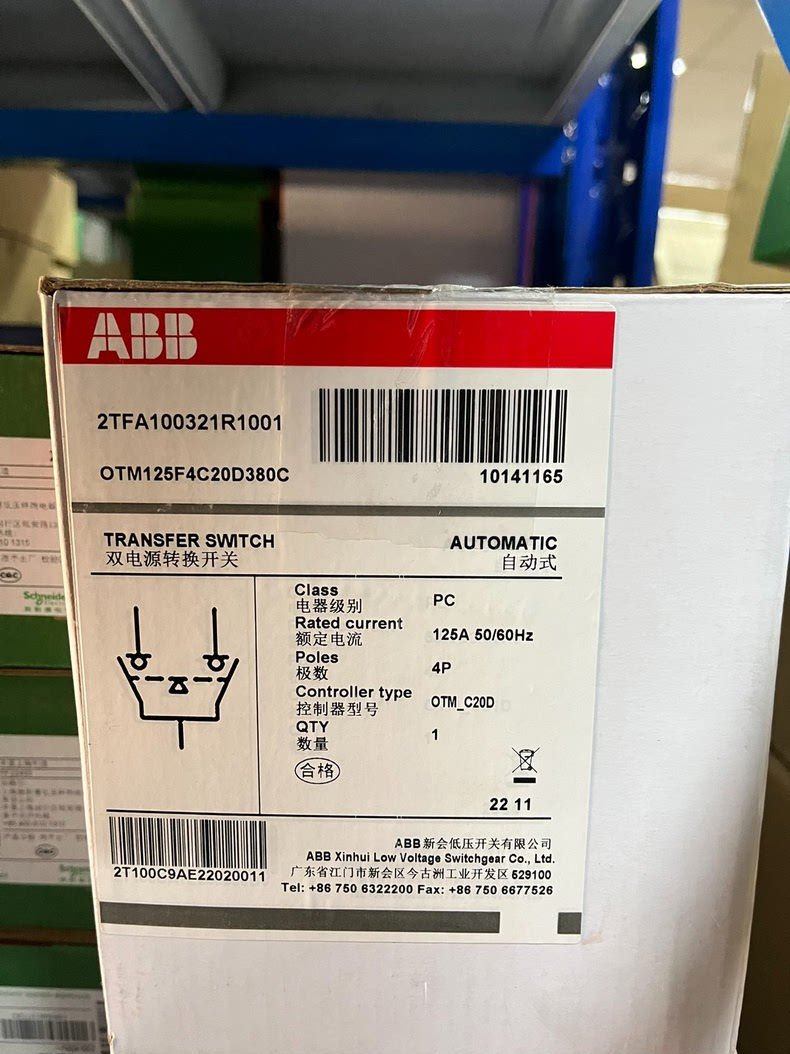 ABB
2TFA100321R1001
OTM125F4C20D380C
10141165
TRANSFER SWITCH
双电源转换开关
AUTOMATIC
自动式
Class
电器级别
PC
Rated current
额定电流
125A 50/60Hz
Poles
极数
4P
Controller type
控制器型号
OTM_C20D
QTY
数量
1
合格
22 11
2T100C9AE22020011
ABB新会低压开关有限公司
ABB Xinhui Low Voltage Switchgear Co., Ltd.
广东省江门市新会区今古洲工业开发区 529100
Tel: +86 750 6322200 Fax: +86 750 6677526
Schneide